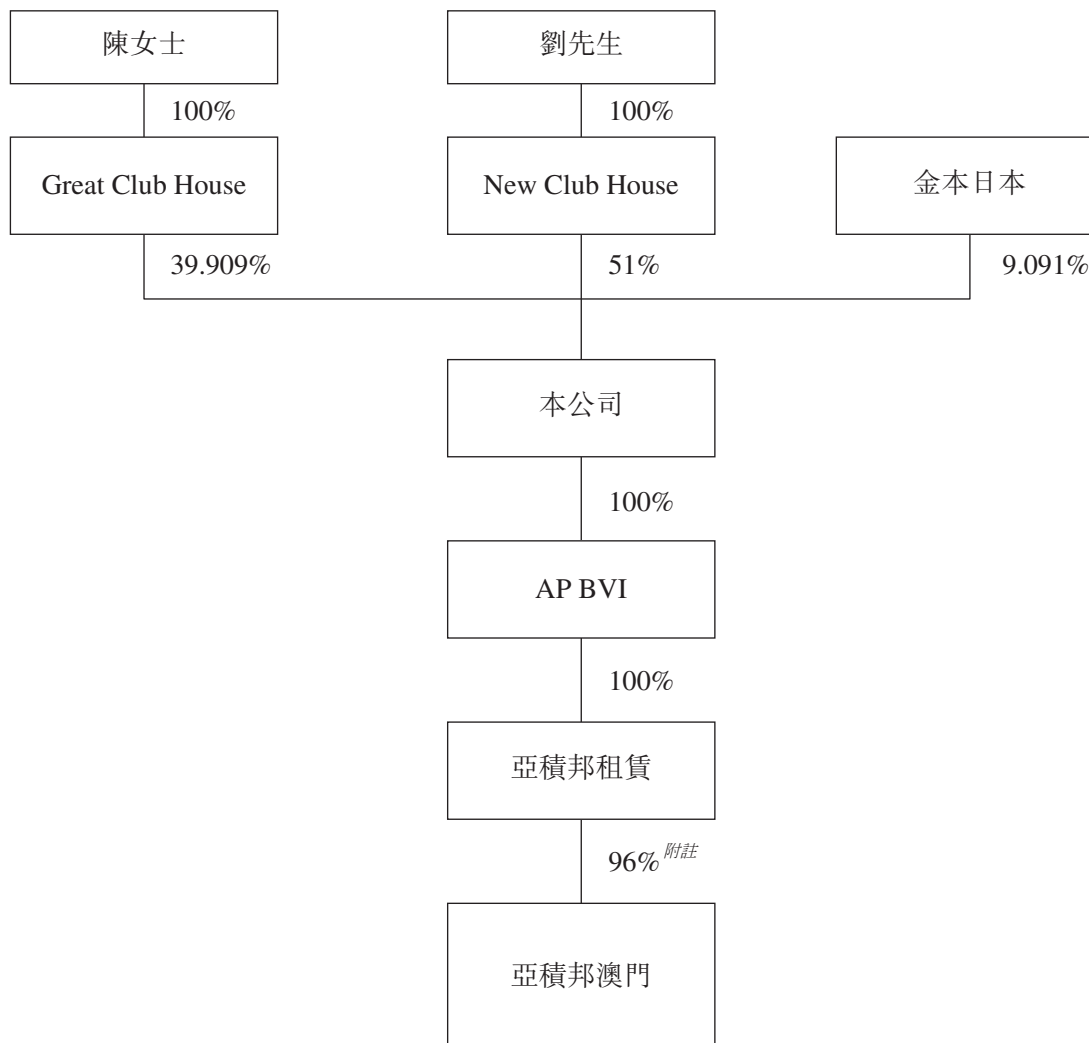 陳女士
劉先生
100%
100%
Great Club House
New Club House
金本日本
39.909%
51%
9.091%
本公司
100%
AP BVI
100%
亞積邦租賃
96% 附註
亞積邦澳門